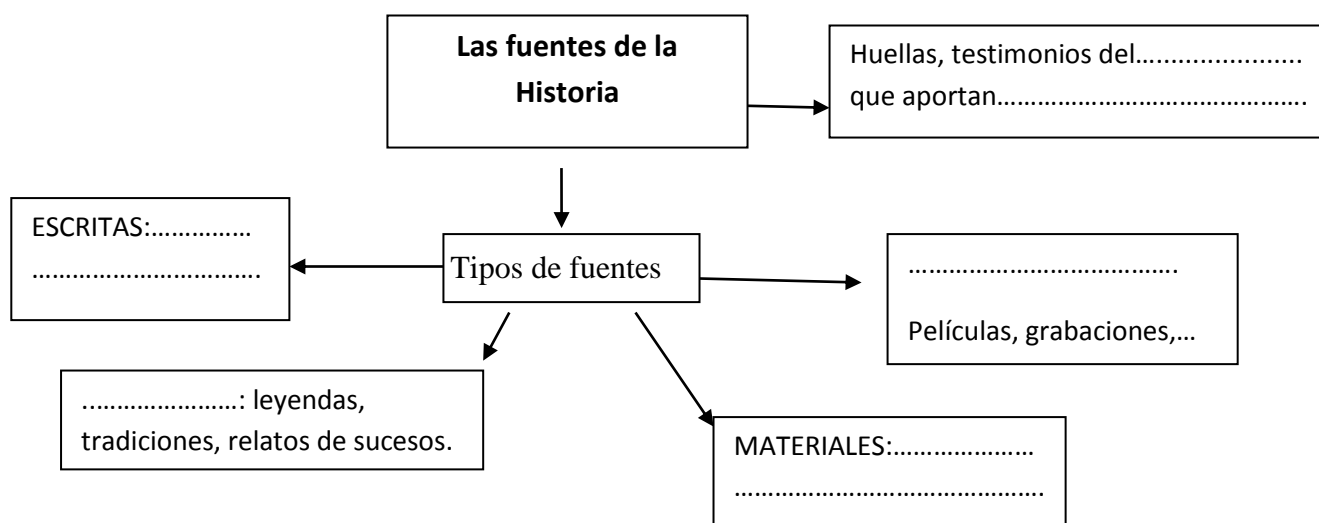 Las fuentes de la
Historia
Huellas, testimonios del…......................
que aportan……………………………………….
ESCRITAS:……………
…………………………….
Tipos de fuentes
………………………………….
Películas, grabaciones,…
..…………………: leyendas,
tradiciones, relatos de sucesos.
MATERIALES:…………………
……………………………………….